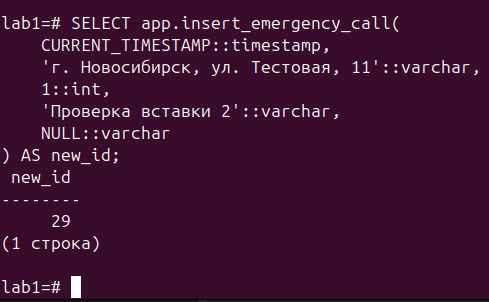 lab1=# SELECT app.insert_emergency_call(
    CURRENT_TIMESTAMP::timestamp,
    'г. Новосибирск, ул. Тестовая, 11'::varchar,
    1::int,
    'Проверка вставки 2'::varchar,
    NULL::varchar
) AS new_id;
 new_id
--------
     29
(1 строка)

lab1=#